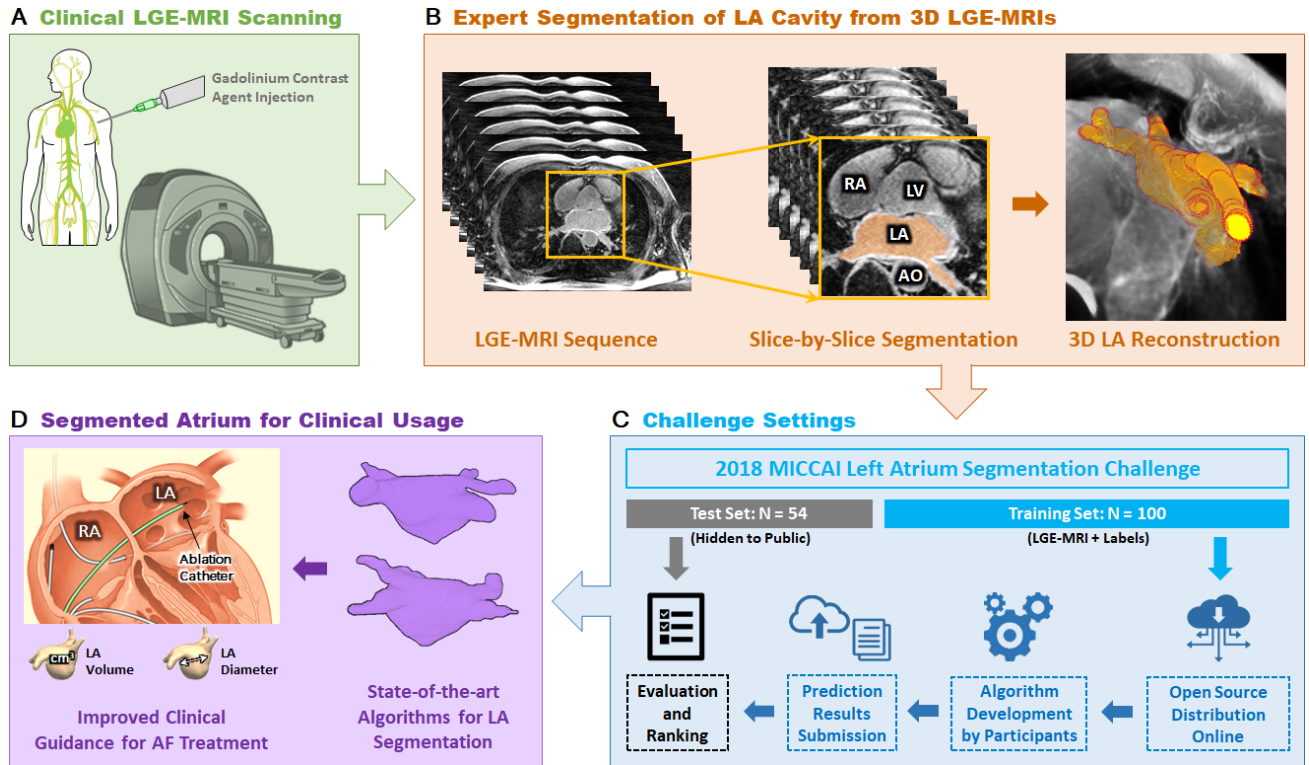 A Clinical LGE-MRI Scanning
Gadolinium Contrast
Agent Injection
B Expert Segmentation of LA Cavity from 3D LGE-MRIs
RA
LV
LA
AO
LGE-MRI Sequence
Slice-by-Slice Segmentation
3D LA Reconstruction
C Challenge Settings
2018 MICCAI Left Atrium Segmentation Challenge
Test Set: N = 54
(Hidden to Public)
Training Set: N = 100
(LGE-MRI + Labels)
Open Source
Distribution
Online
Algorithm
Development
by Participants
Prediction
Results
Submission
Evaluation
and
Ranking
D Segmented Atrium for Clinical Usage
LA
RA
Ablation
Catheter
cm³
LA
Volume
LA
Diameter
Improved Clinical
Guidance for AF Treatment
State-of-the-art
Algorithms for LA
Segmentation